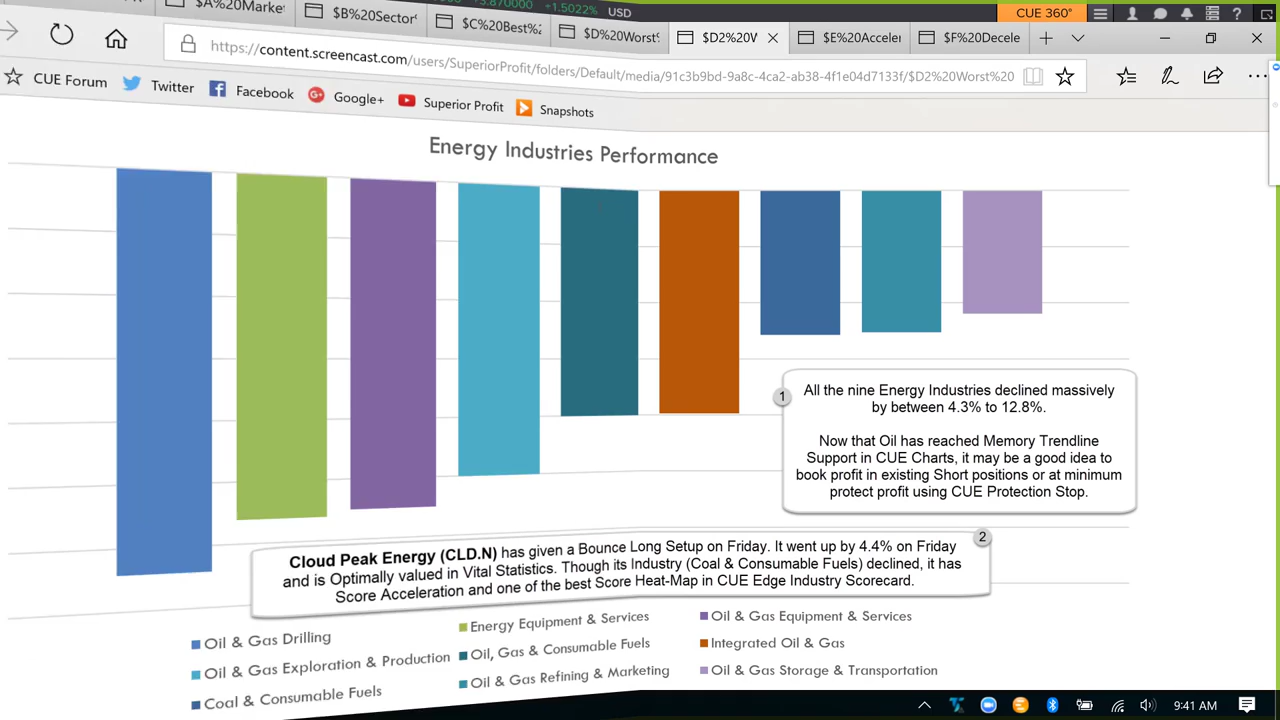 +3.870000 +1.5022% USD
CUE 360°
$A%20Marke
$B%20Sector
$C%20Best%
$D%20Worst%
$D2%20V
$E%20Acceler
$F%20Decele
https://content.screencast.com/users/SuperiorProfit/folders/Default/media/91c3b9bd-9a8c-4ca2-ab38-4f1e04d7133f/$D2%20Worst%20
CUE Forum
Twitter
Facebook
Google+
Superior Profit
Snapshots
Energy Industries Performance
1
All the nine Energy Industries declined massively
by between 4.3% to 12.8%.
Now that Oil has reached Memory Trendline
Support in CUE Charts, it may be a good idea to
book profit in existing Short positions or at minimum
protect profit using CUE Protection Stop.
2
Cloud Peak Energy (CLD.N) has given a Bounce Long Setup on Friday. It went up by 4.4% on Friday
and is Optimally valued in Vital Statistics. Though its Industry (Coal & Consumable Fuels) declined, it has
Score Acceleration and one of the best Score Heat-Map in CUE Edge Industry Scorecard.
Oil & Gas Drilling
Energy Equipment & Services
Oil & Gas Equipment & Services
Oil & Gas Exploration & Production
Oil, Gas & Consumable Fuels
Integrated Oil & Gas
Coal & Consumable Fuels
Oil & Gas Refining & Marketing
Oil & Gas Storage & Transportation
9:41 AM